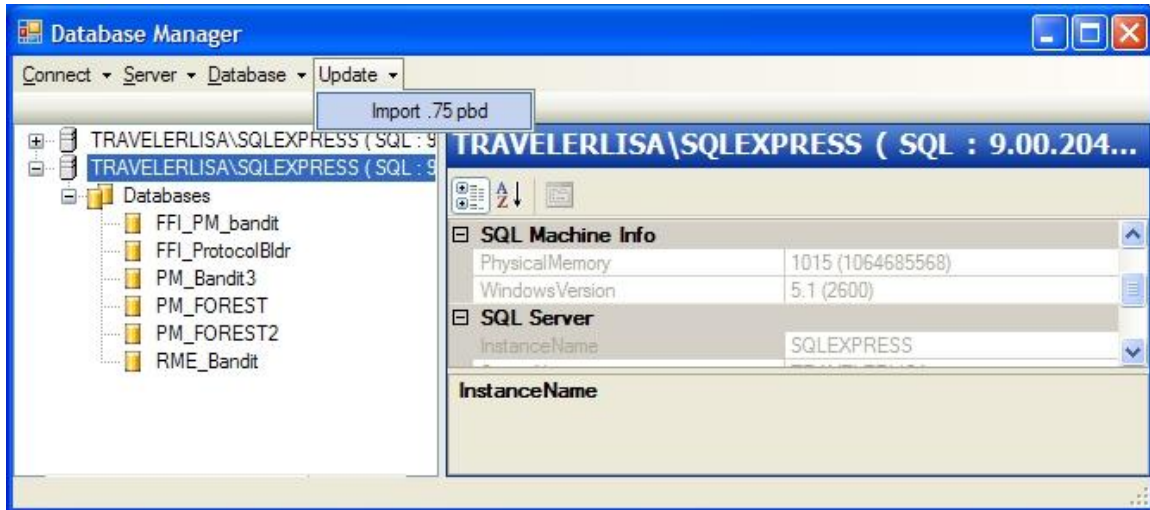 Database Manager
Connect Server Database Update
Import .75 pbd
TRAVELERLISA\SQLEXPRESS ( SQL : 9
TRAVELERLISA\SQLEXPRESS ( SQL : 9
Databases
FFI_PM_bandit
FFI_ProtocolBldr
PM_Bandit3
PM_FOREST
PM_FOREST2
RME_Bandit
TRAVELERLISA\SQLEXPRESS ( SQL : 9.00.204...
SQL Machine Info
PhysicalMemory 1015 (1064685568)
WindowsVersion 5.1 (2600)
SQL Server
InstanceName SQLEXPRESS
InstanceName